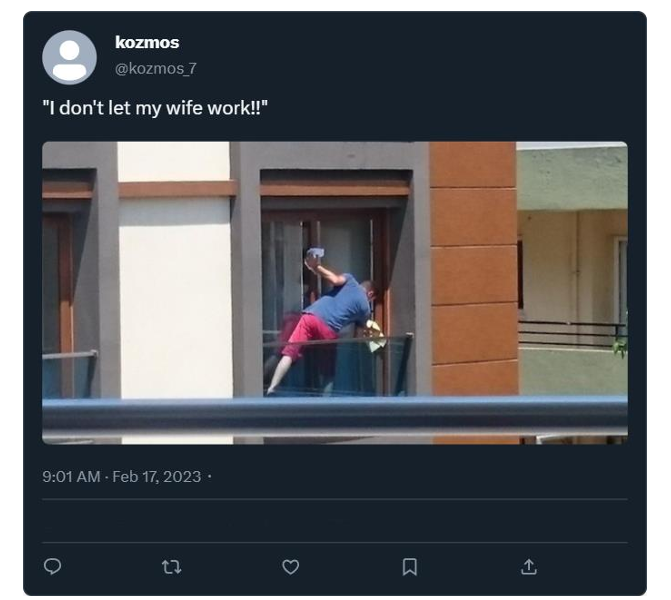 kozmos
@kozmos_7
"I don't let my wife work!!"
9:01 AM · Feb 17, 2023 ·